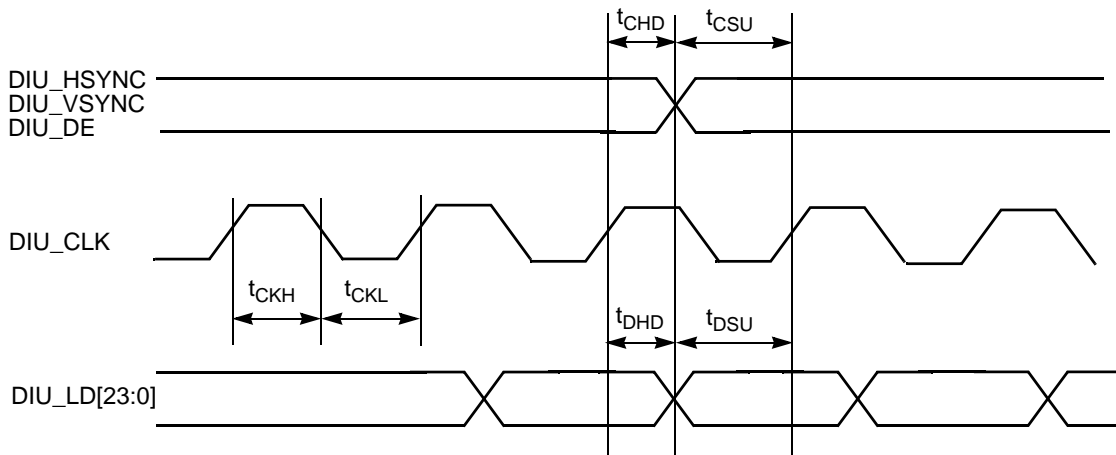 tCHD tCSU
DIU_HSYNC
DIU_VSYNC
DIU_DE
DIU_CLK
tCKH tCKL
tDHD tDSU
DIU_LD[23:0]